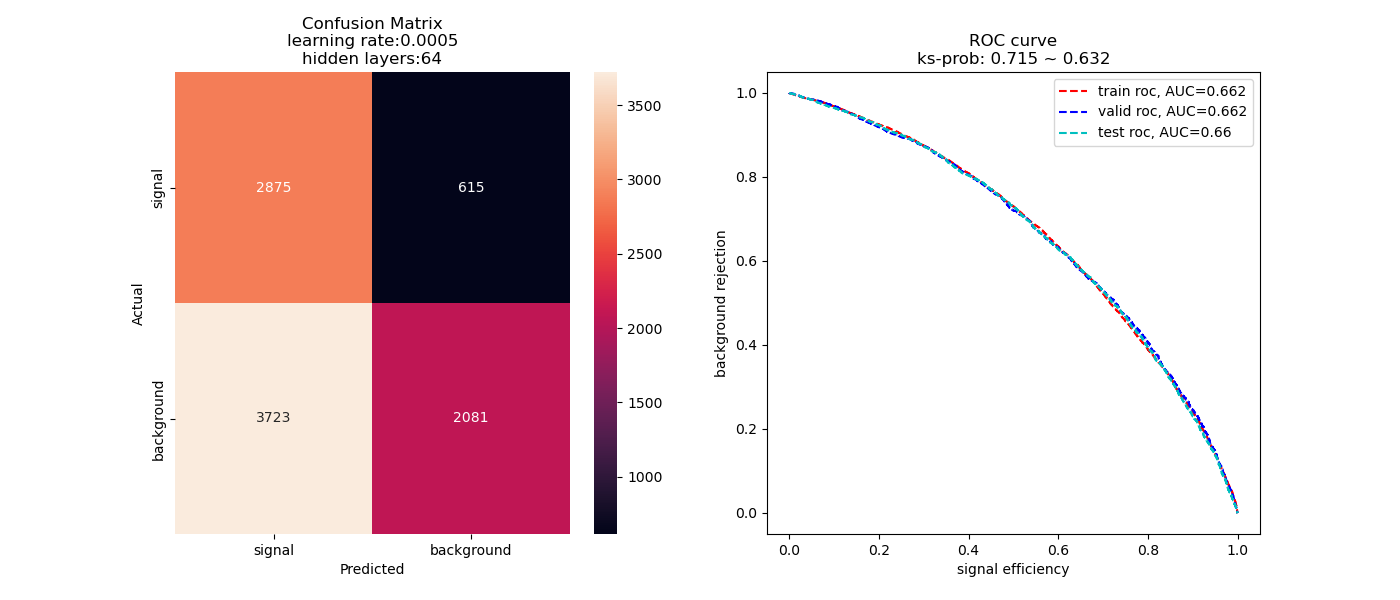 Confusion Matrix
learning rate:0.0005
hidden layers:64
signal
background
Actual
2875
615
3723
2081
signal
background
Predicted
3500
3000
2500
2000
1500
1000
ROC curve
ks-prob: 0.715 ~ 0.632
train roc, AUC=0.662
valid roc, AUC=0.662
test roc, AUC=0.66
background rejection
1.0
0.8
0.6
0.4
0.2
0.0
0.0
0.2
0.4
0.6
0.8
1.0
signal efficiency